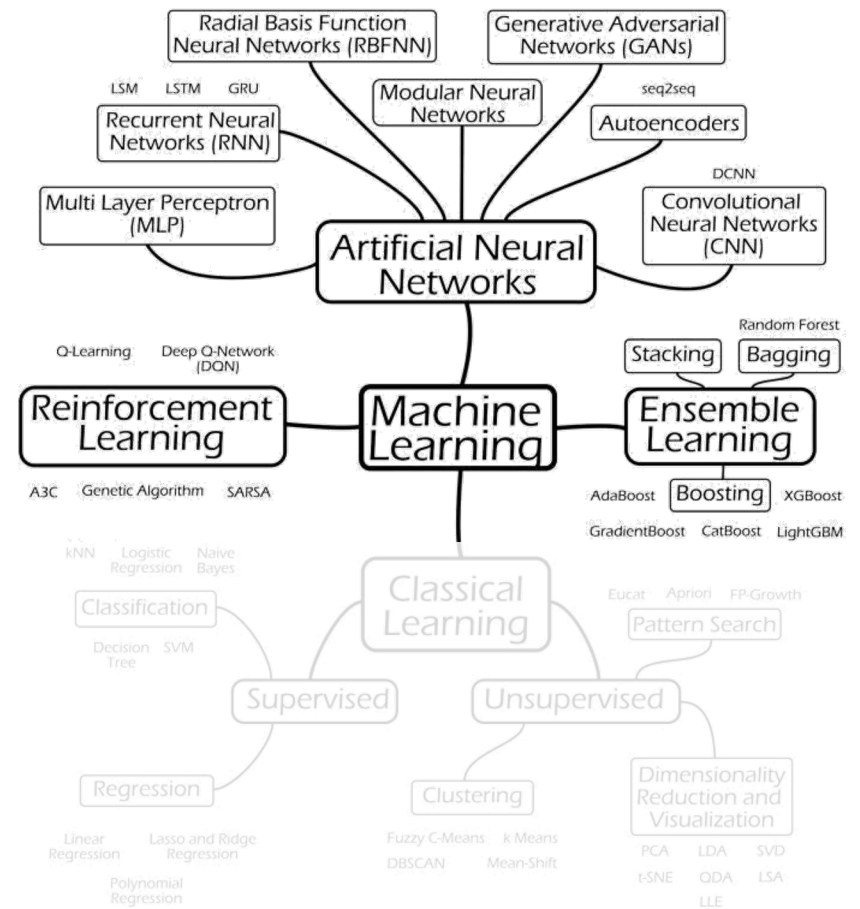 Radial Basis Function
Neural Networks (RBFNN)
Generative Adversarial
Networks (GANs)
LSM LSTM GRU
Modular Neural
Networks
seq2seq
Recurrent Neural
Networks (RNN)
Autoencoders
DCNN
Multi Layer Perceptron
(MLP)
Convolutional
Neural Networks
(CNN)
Artificial Neural
Networks
Random Forest
Q-Learning
Deep Q-Network
(DQN)
Stacking
Bagging
Reinforcement
Learning
Machine
Learning
Ensemble
Learning
A3C Genetic Algorithm SARSA
AdaBoost
Boosting
XGBoost
GradientBoost CatBoost LightGBM
kNN
Logistic
Regression
Naive
Bayes
Classical
Learning
Eucat Apriori FP-Growth
Classification
Pattern Search
Decision
Tree
SVM
Supervised
Unsupervised
Regression
Clustering
Dimensionality
Reduction and
Visualization
Linear
Regression
Lasso and Ridge
Regression
Polynomial
Regression
Fuzzy C-Means k Means
DBSCAN Mean-Shift
PCA LDA SVD
t-SNE QDA LSA
LLE